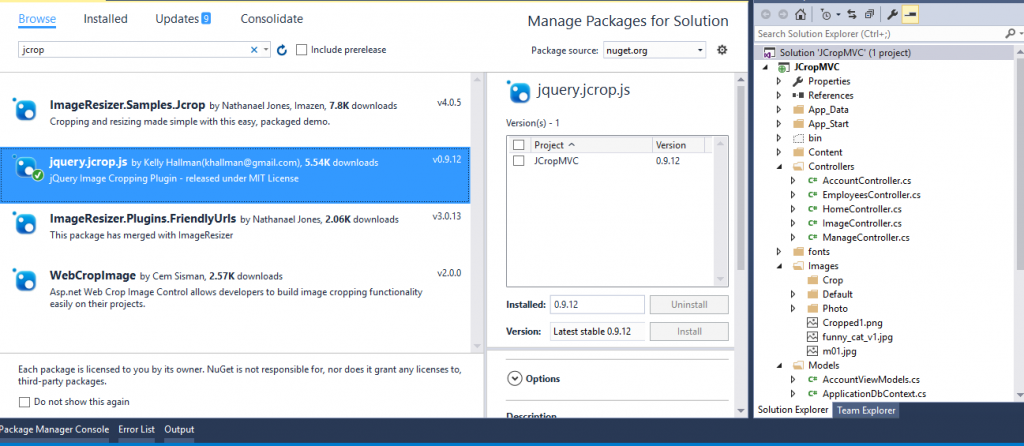 Browse Installed Updates 9 Consolidate
Manage Packages for Solution
jcrop
Include prerelease
Package source: nuget.org
ImageResizer.Samples.Jcrop by Nathanael Jones, Imazen, 7.8K downloads v4.0.5
Cropping and resizing made simple with this easy, packaged demo.
jquery.jcrop.js by Kelly Hallman(khallman@gmail.com), 5.54K downloads v0.9.12
jQuery Image Cropping Plugin - released under MIT License
ImageResizer.Plugins.FriendlyUrls by Nathanael Jones, 2.06K downloads v3.0.13
This package has merged with ImageResizer
WebCropImage by Cem Sisman, 2.57K downloads v2.0.0
Asp.net Web Crop Image Control allows developers to build image cropping functionality
easily on their projects.
Each package is licensed to you by its owner. NuGet is not responsible for, nor does it grant any licenses to,
third-party packages.
Do not show this again
jquery.jcrop.js
Version(s) - 1
Project Version
JCropMVC 0.9.12
Installed: 0.9.12 Uninstall
Version: Latest stable 0.9.12 Install
Options
Description
Search Solution Explorer (Ctrl+;)
Solution 'JCropMVC' (1 project)
JCropMVC
Properties
References
App_Data
App_Start
bin
Content
Controllers
C# AccountController.cs
C# EmployeesController.cs
C# HomeController.cs
C# ImageController.cs
C# ManageController.cs
fonts
Images
Crop
Default
Photo
Cropped1.png
funny_cat_v1.jpg
m01.jpg
Models
C# AccountViewModels.cs
C# ApplicationDbContext.cs
Solution Explorer Team Explorer
Package Manager Console Error List Output